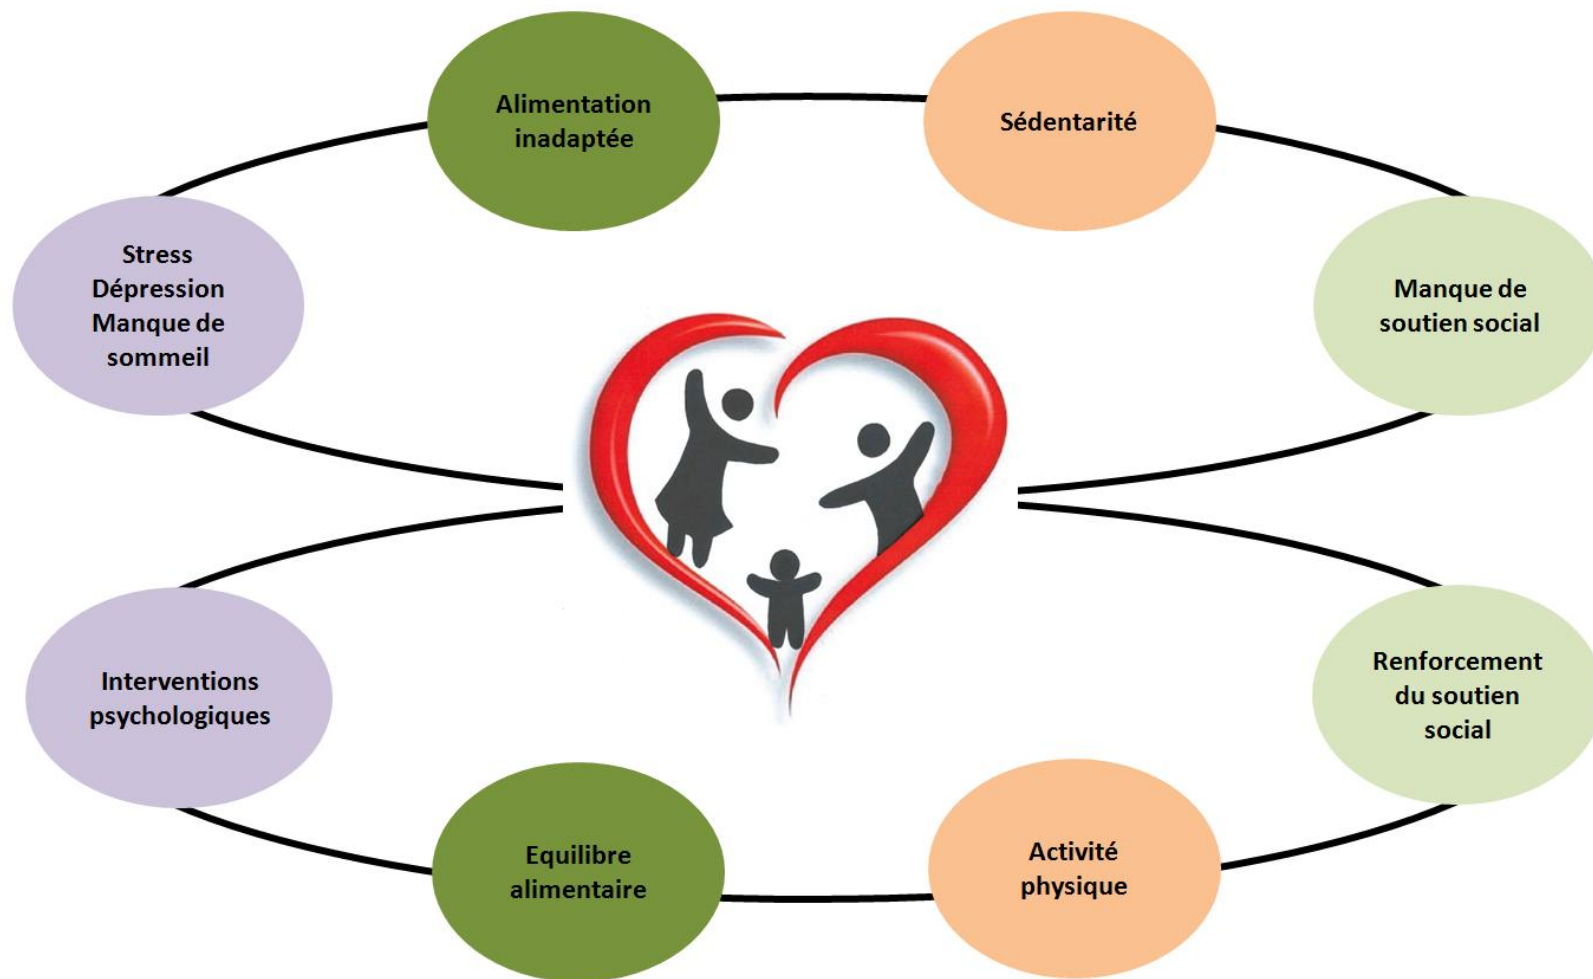 Alimentation
inadaptée
Sédentarité
Stress
Dépression
Manque de
sommeil
Manque de
soutien social
Interventions
psychologiques
Renforcement
du soutien
social
Equilibre
alimentaire
Activité
physique